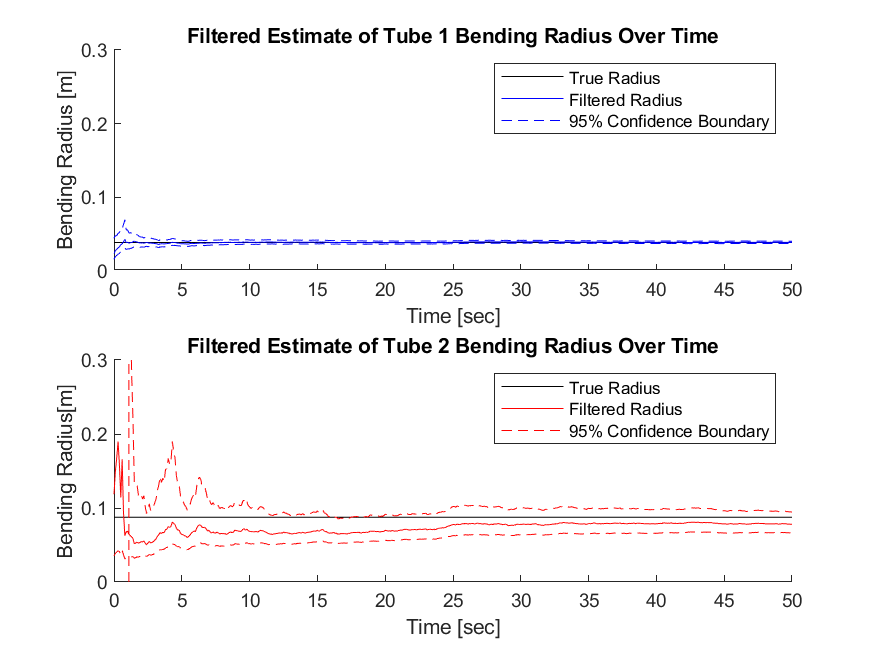 Filtered Estimate of Tube 1 Bending Radius Over Time
Bending Radius [m]
0.3
0.2
0.1
0
True Radius
Filtered Radius
95% Confidence Boundary
0 5 10 15 20 25 30 35 40 45 50
Time [sec]
Filtered Estimate of Tube 2 Bending Radius Over Time
Bending Radius[m]
0.3
0.2
0.1
0
True Radius
Filtered Radius
95% Confidence Boundary
0 5 10 15 20 25 30 35 40 45 50
Time [sec]